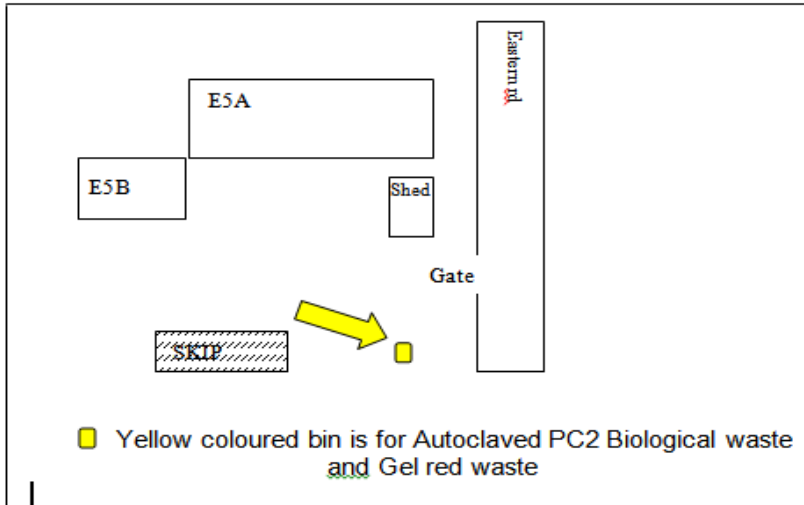 Eastern rd
E5A
E5B
Shed
Gate
SKIP
Yellow coloured bin is for Autoclaved PC2 Biological waste
and Gel red waste